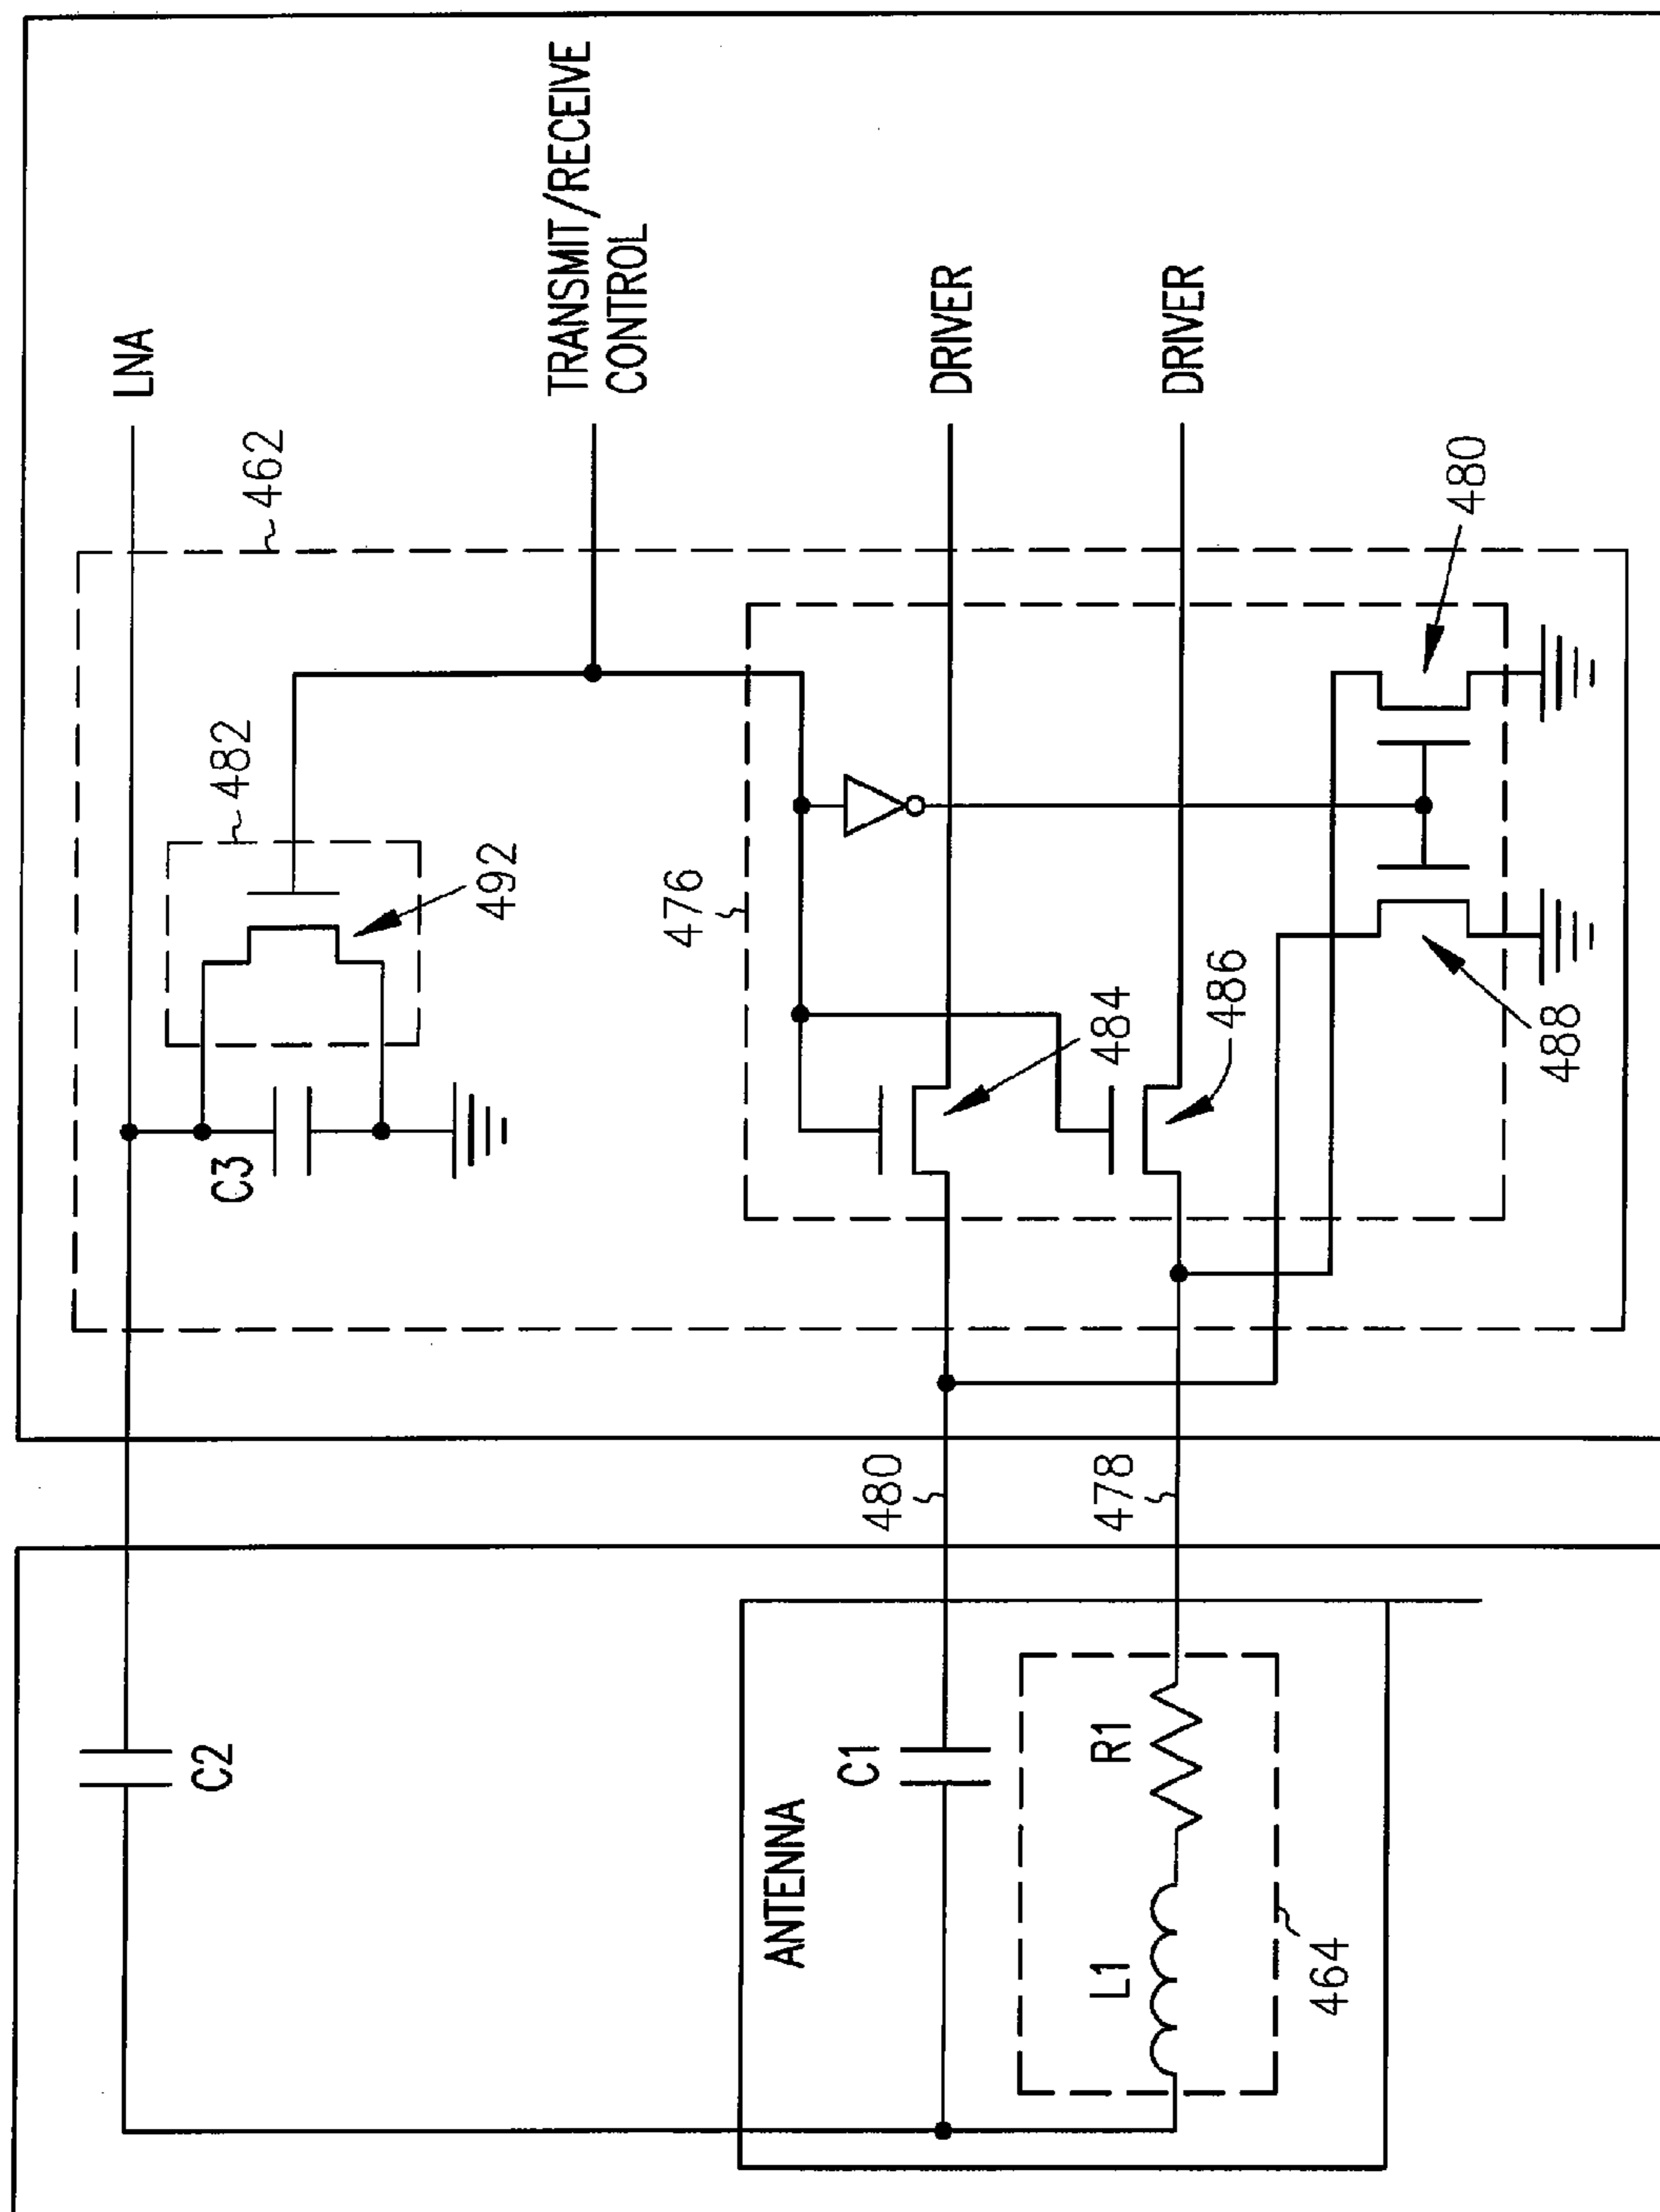 LNA
TRANSMIT/RECEIVE
CONTROL
DRIVER
DRIVER
462
482
492
476
C3
484
486
480
488
480
478
C2
C1
ANTENNA
R1
L1
464